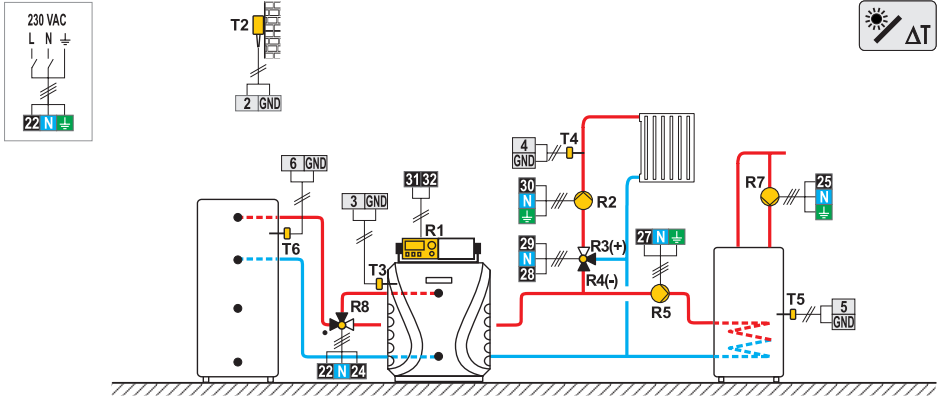 230 VAC
L N
22 N
T2
2 GND
ΔT
6 GND
T6
3 GND
T3
31 32
R1
R8
22 N 24
4
GND
T4
30
N
R2
29
N
28
R3(+)
R4(-)
27 N
R5
R7
25
N
T5
5
GND